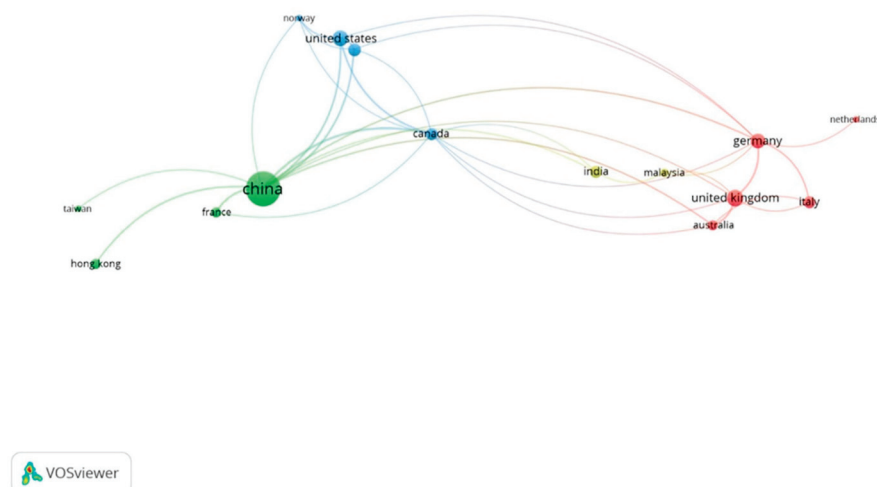 norway
united states
netherlands
canada
germany
india
malaysia
china
united kingdom
italy
taiwan
france
australia
hong kong
VOSviewer